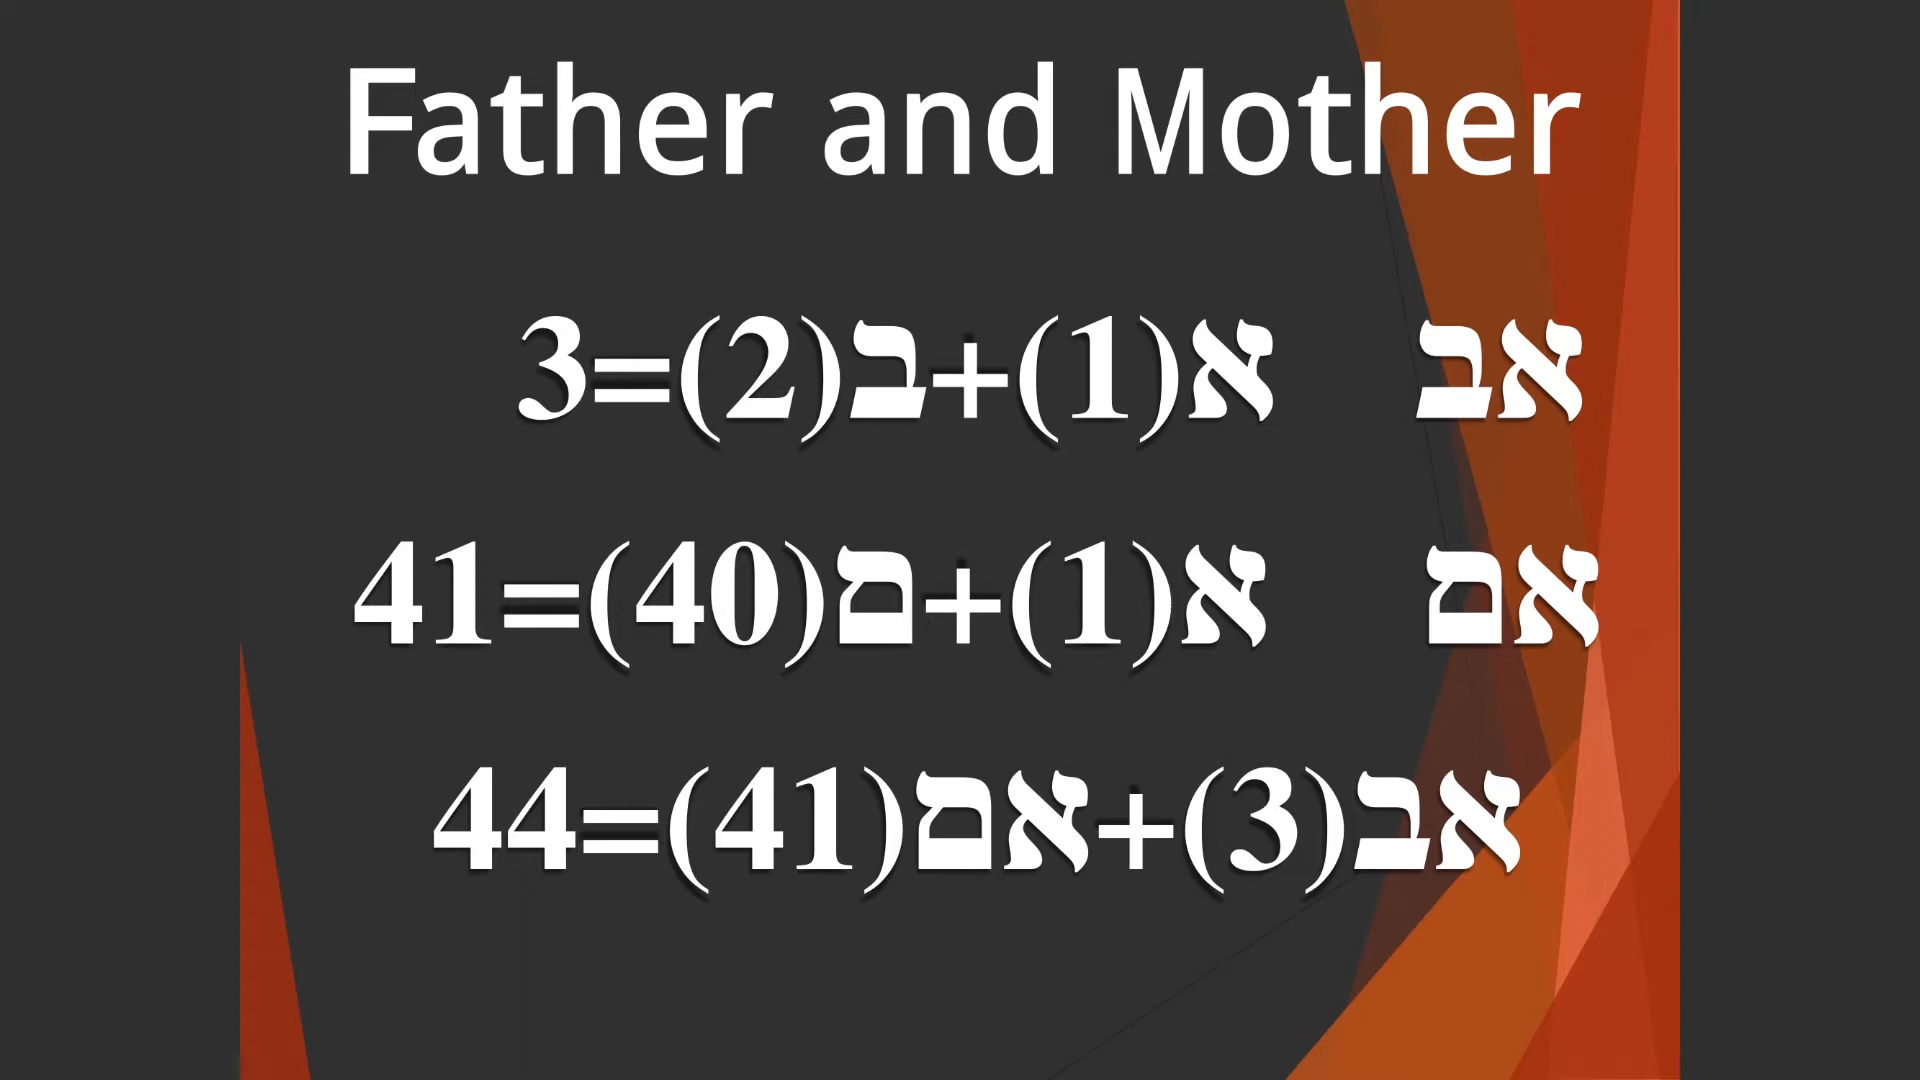 Father and Mother
אב א(1)+ב(2)=3
אם א(1)+ם(40)=41
אב(3)+אם(41)=44